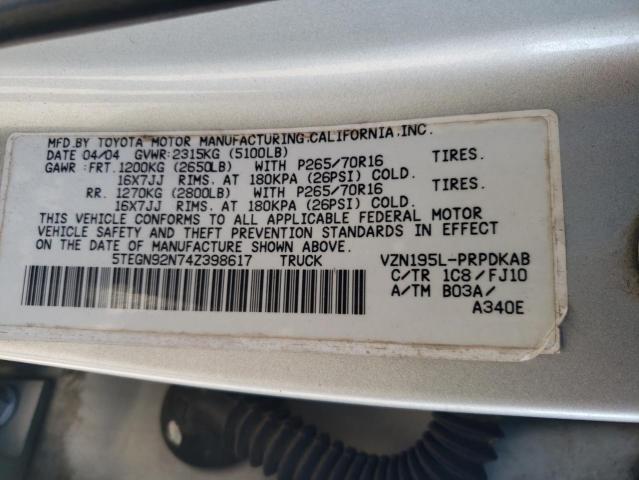 MFD.BY TOYOTA MOTOR MANUFACTURING,CALIFORNIA,INC.
DATE 04/04 GVWR: 2315KG (5100LB)
GAWR :FRT. 1200KG (2650LB) WITH P265/70R16 TIRES.
16X7JJ RIMS. AT 180KPA (26PSI) COLD.
RR. 1270KG (2800LB) WITH P265/70R16 TIRES.
16X7JJ RIMS. AT 180KPA (26PSI) COLD.
THIS VEHICLE CONFORMS TO ALL APPLICABLE FEDERAL MOTOR
VEHICLE SAFETY AND THEFT PREVENTION STANDARDS IN EFFECT
ON THE DATE OF MANUFACTURE SHOWN ABOVE.
5TEGN92N74Z398617 TRUCK VZN195L-PRPDKAB
C/TR 1C8/FJ10
A/TM B03A/
A340E